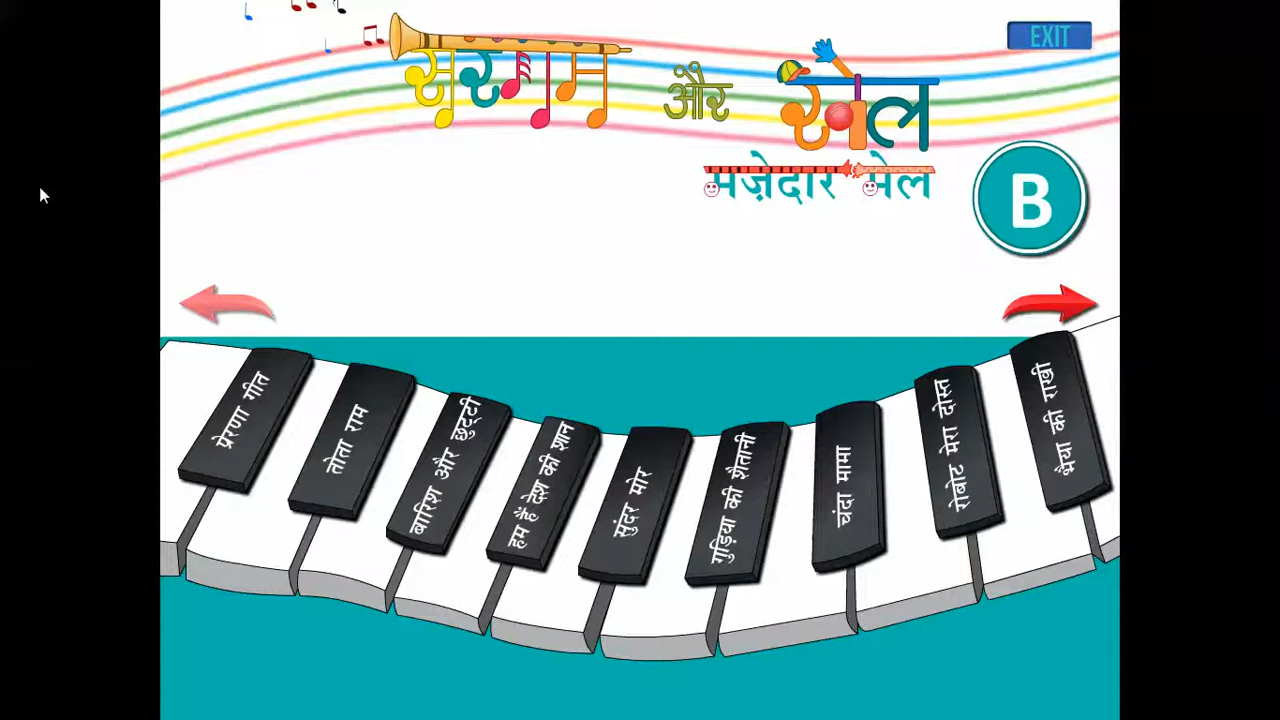 EXIT
सरगम और खेल
मज़ेदार मेल
B
प्रेरणा गीत
तोता राम
बारिश और छुट्टी
हम हैं देश की शान
सुंदर मोर
गुड़िया की शैतानी
चंदा मामा
रोबोट मेरा दोस्त
भैया की राखी